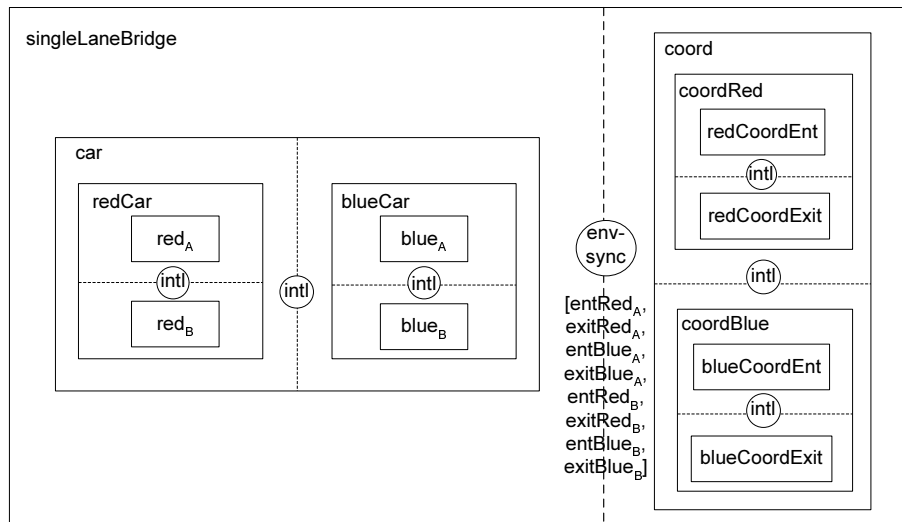 singleLaneBridge
car
redCar
red_A
intl
red_B
intl
blueCar
blue_A
intl
blue_B
env-
sync
[entRed_A,
exitRed_A,
entBlue_A,
exitBlue_A,
entRed_B,
exitRed_B,
entBlue_B,
exitBlue_B]
coord
coordRed
redCoordEnt
intl
redCoordExit
intl
coordBlue
blueCoordEnt
intl
blueCoordExit